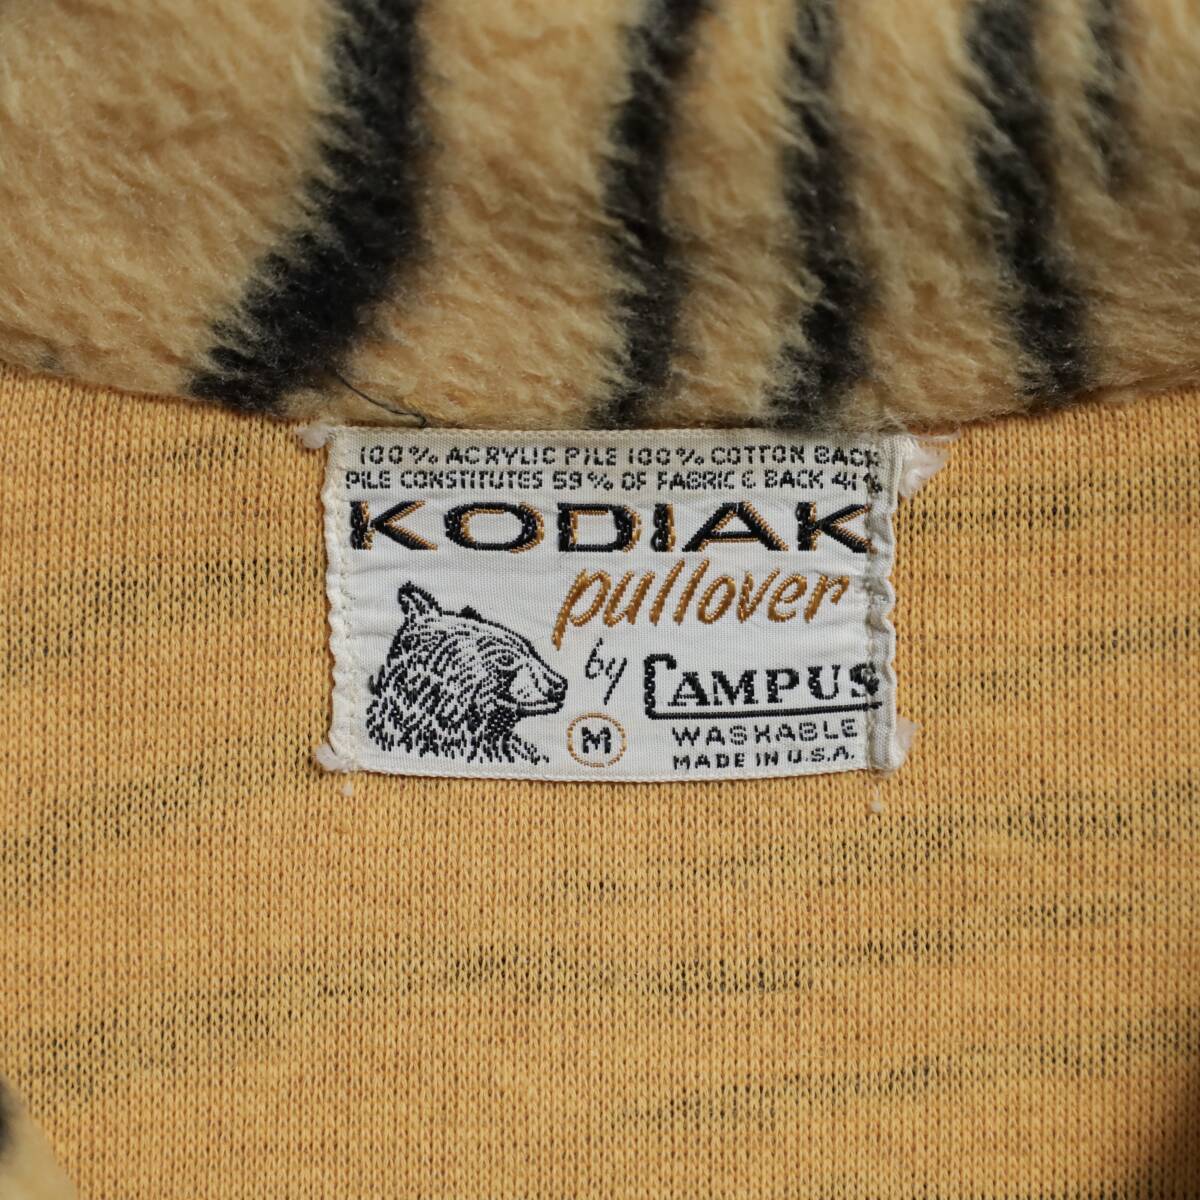 100% ACRYLIC PILE 100% COTTON BACK
PILE CONSTITUTES 59% OF FABRIC & BACK 41%
KODIAK
pullover
by CAMPUS
M
WASHABLE
MADE IN U.S.A.